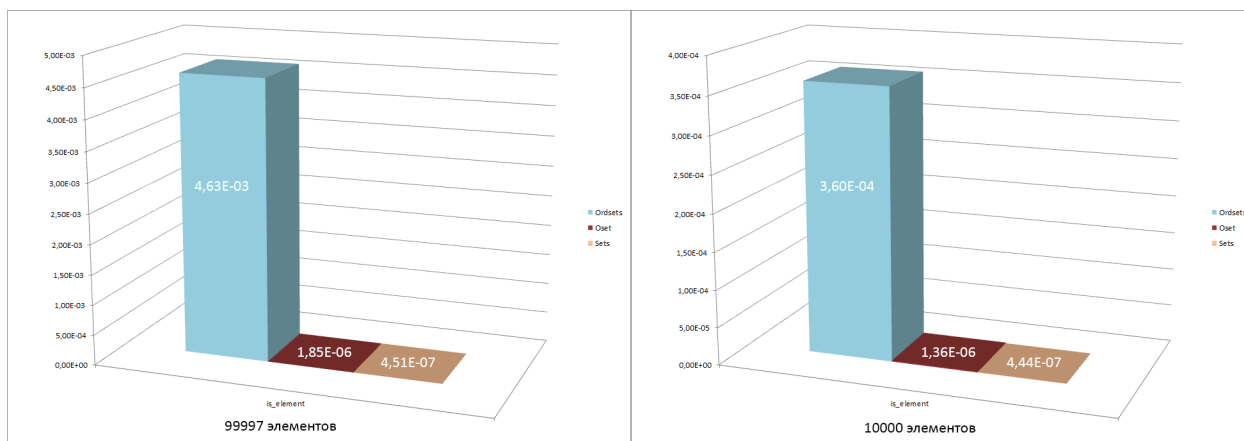 5,00E-03
4,50E-03
4,00E-03
3,50E-03
3,00E-03
2,50E-03
2,00E-03
1,50E-03
1,00E-03
5,00E-04
0,00E+00
4,63E-03
1,85E-06
4,51E-07
Ordsets
Oset
Sets
is_element
99997 элементов
4,00E-04
3,50E-04
3,00E-04
2,50E-04
2,00E-04
1,50E-04
1,00E-04
5,00E-05
0,00E+00
3,60E-04
1,36E-06
4,44E-07
Ordsets
Oset
Sets
is_element
10000 элементов